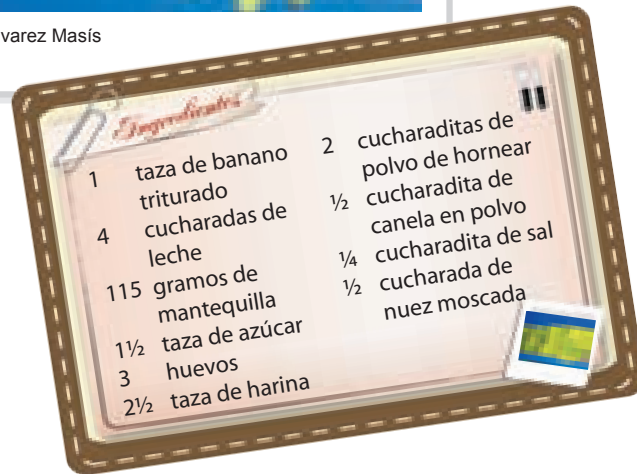 varez Masís
Ingredientes
1 taza de banano
triturado
4 cucharadas de
leche
115 gramos de
mantequilla
1½ taza de azúcar
3 huevos
2½ taza de harina
2 cucharaditas de
polvo de hornear
½ cucharadita de
canela en polvo
¼ cucharadita de sal
½ cucharada de
nuez moscada